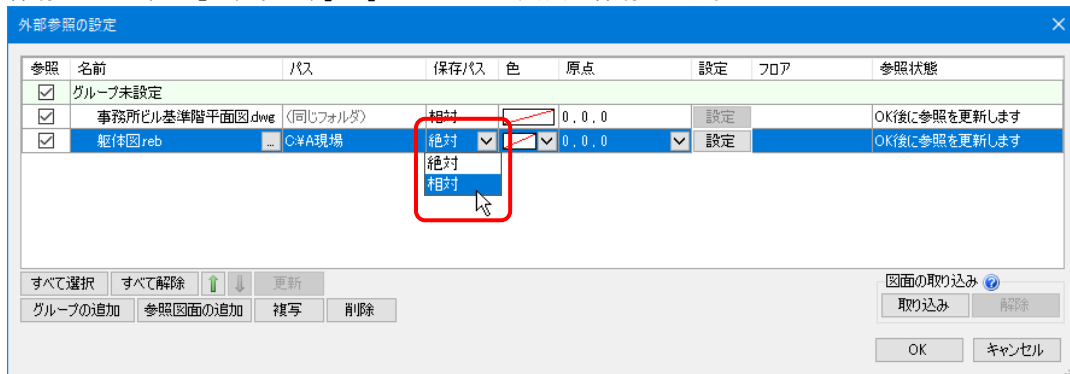 外部参照の設定
参照 名前 パス 保存パス 色 原点 設定 フロア 参照状態
グループ未設定
事務所ビル基準階平面図.dwg (同じフォルダ) 相対 0,0,0 設定 OK後に参照を更新します
躯体図.reb ... C:¥A現場 絶対 0,0,0 設定 OK後に参照を更新します
絶対
相対
すべて選択 すべて解除 更新 図面の取り込み
グループの追加 参照図面の追加 複写 削除 取り込み 解除
OK キャンセル